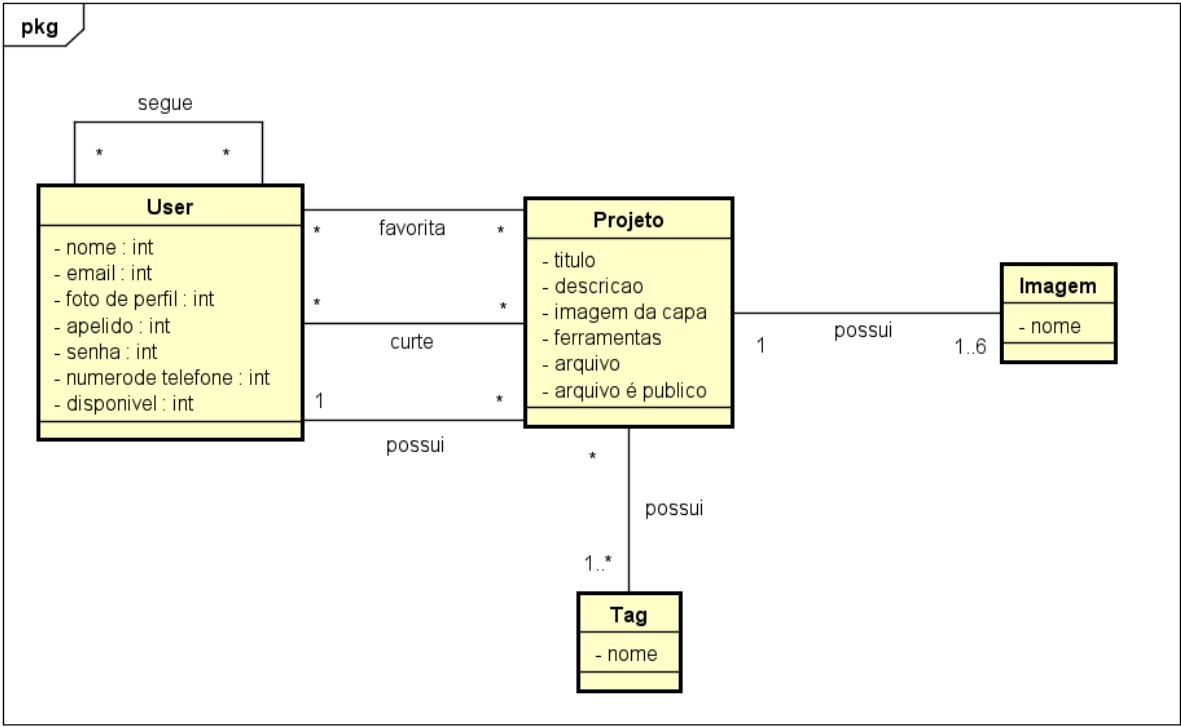 pkg
segue
* *
User
- nome : int
- email : int
- foto de perfil : int
- apelido : int
- senha : int
- numerode telefone : int
- disponivel : int
* favorita *
* *
curte
1 *
possui
Projeto
- titulo
- descricao
- imagem da capa
- ferramentas
- arquivo
- arquivo é publico
possui
1 1..6
Imagem
- nome
*
possui
1..*
Tag
- nome